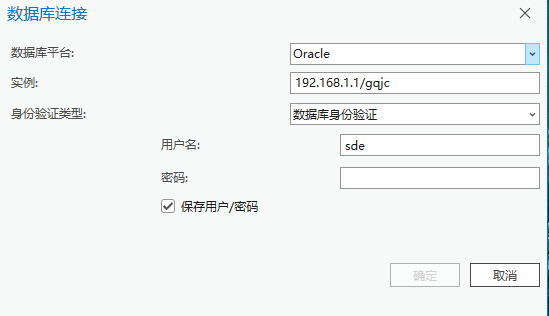 数据库连接
数据库平台: Oracle
实例: 192.168.1.1/gqjc
身份验证类型: 数据库身份验证
用户名: sde
密码:
保存用户/密码
确定 取消